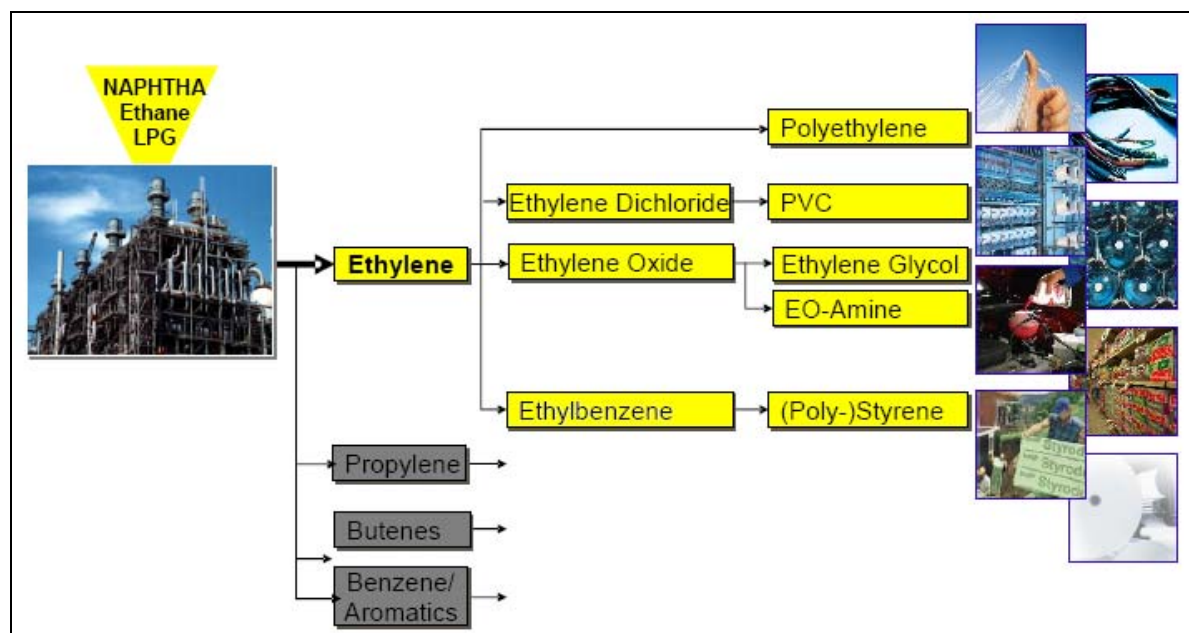 NAPHTHA
Ethane
LPG
Polyethylene
Ethylene Dichloride
PVC
Ethylene
Ethylene Oxide
Ethylene Glycol
EO-Amine
Ethylbenzene
(Poly-)Styrene
Propylene
Butenes
Benzene/
Aromatics